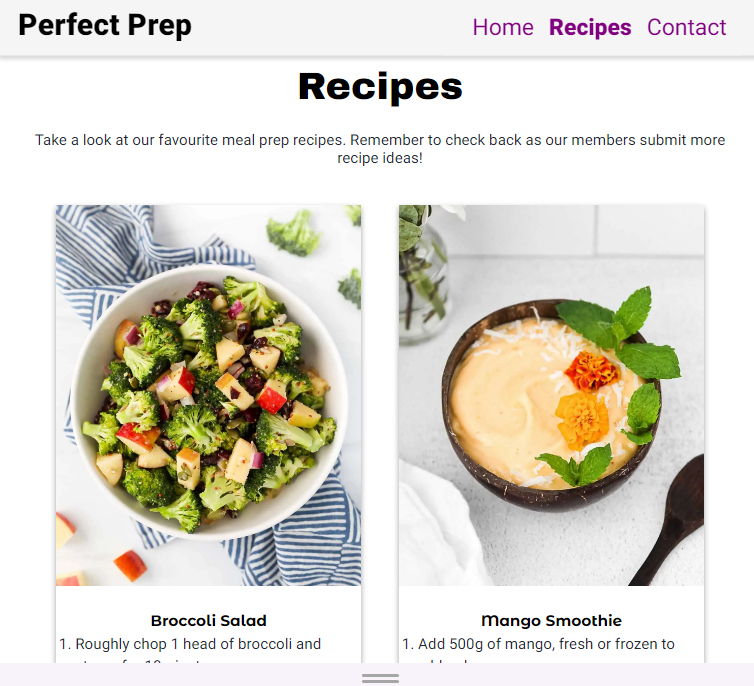 Perfect Prep
Home Recipes Contact
Recipes
Take a look at our favourite meal prep recipes. Remember to check back as our members submit more
recipe ideas!
Broccoli Salad
1. Roughly chop 1 head of broccoli and
Mango Smoothie
1. Add 500g of mango, fresh or frozen to